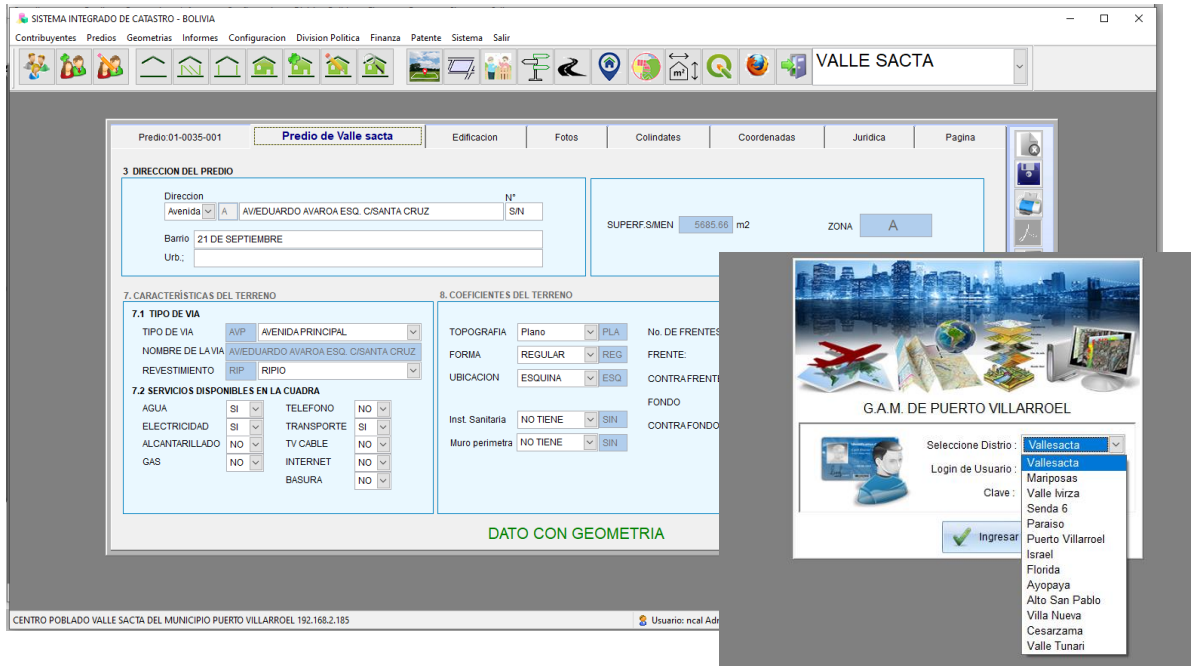 SISTEMA INTEGRADO DE CATASTRO - BOLIVIA
Contribuyentes Predios Geometrias Informes Configuracion Division Politica Finanza Patente Sistema Salir
VALLE SACTA
Predio:01-0035-001 Predio de Valle sacta Edificacion Fotos Colindates Coordenadas Juridica Pagina
3 DIRECCION DEL PREDIO
Direccion N°
Avenida A AV/EDUARDO AVAROA ESQ. C/SANTA CRUZ S/N
Barrio 21 DE SEPTIEMBRE
Urb.;
SUPERF.S/MEN 5685.66 m2 ZONA A
7. CARACTERÍSTICAS DEL TERRENO
7.1 TIPO DE VIA
TIPO DE VIA AVP AVENIDA PRINCIPAL
NOMBRE DE LA VIA AV/EDUARDO AVAROA ESQ. C/SANTA CRUZ
REVESTIMIENTO RIP RIPIO
7.2 SERVICIOS DISPONIBLES EN LA CUADRA
AGUA SI TELEFONO NO
ELECTRICIDAD SI TRANSPORTE SI
ALCANTARILLADO NO TV CABLE NO
GAS NO INTERNET NO
BASURA NO
8. COEFICIENTES DEL TERRENO
TOPOGRAFIA Plano PLA No. DE FRENTES
FORMA REGULAR REG FRENTE:
UBICACION ESQUINA ESQ CONTRAFRENT
FONDO
Inst. Sanitaria NO TIENE SIN CONTRAFONDO
Muro perimetra NO TIENE SIN
DATO CON GEOMETRIA
CENTRO POBLADO VALLE SACTA DEL MUNICIPIO PUERTO VILLARROEL 192.168.2.185
Usuario: ncal Adr
G.A.M. DE PUERTO VILLARROEL
Seleccione Distrio : Vallesacta
Login de Usuario :
Clave :
Ingresar
Vallesacta
Mariposas
Valle Ivirza
Senda 6
Paraiso
Puerto Villarroel
Israel
Florida
Ayopaya
Alto San Pablo
Villa Nueva
Cesarzama
Valle Tunari